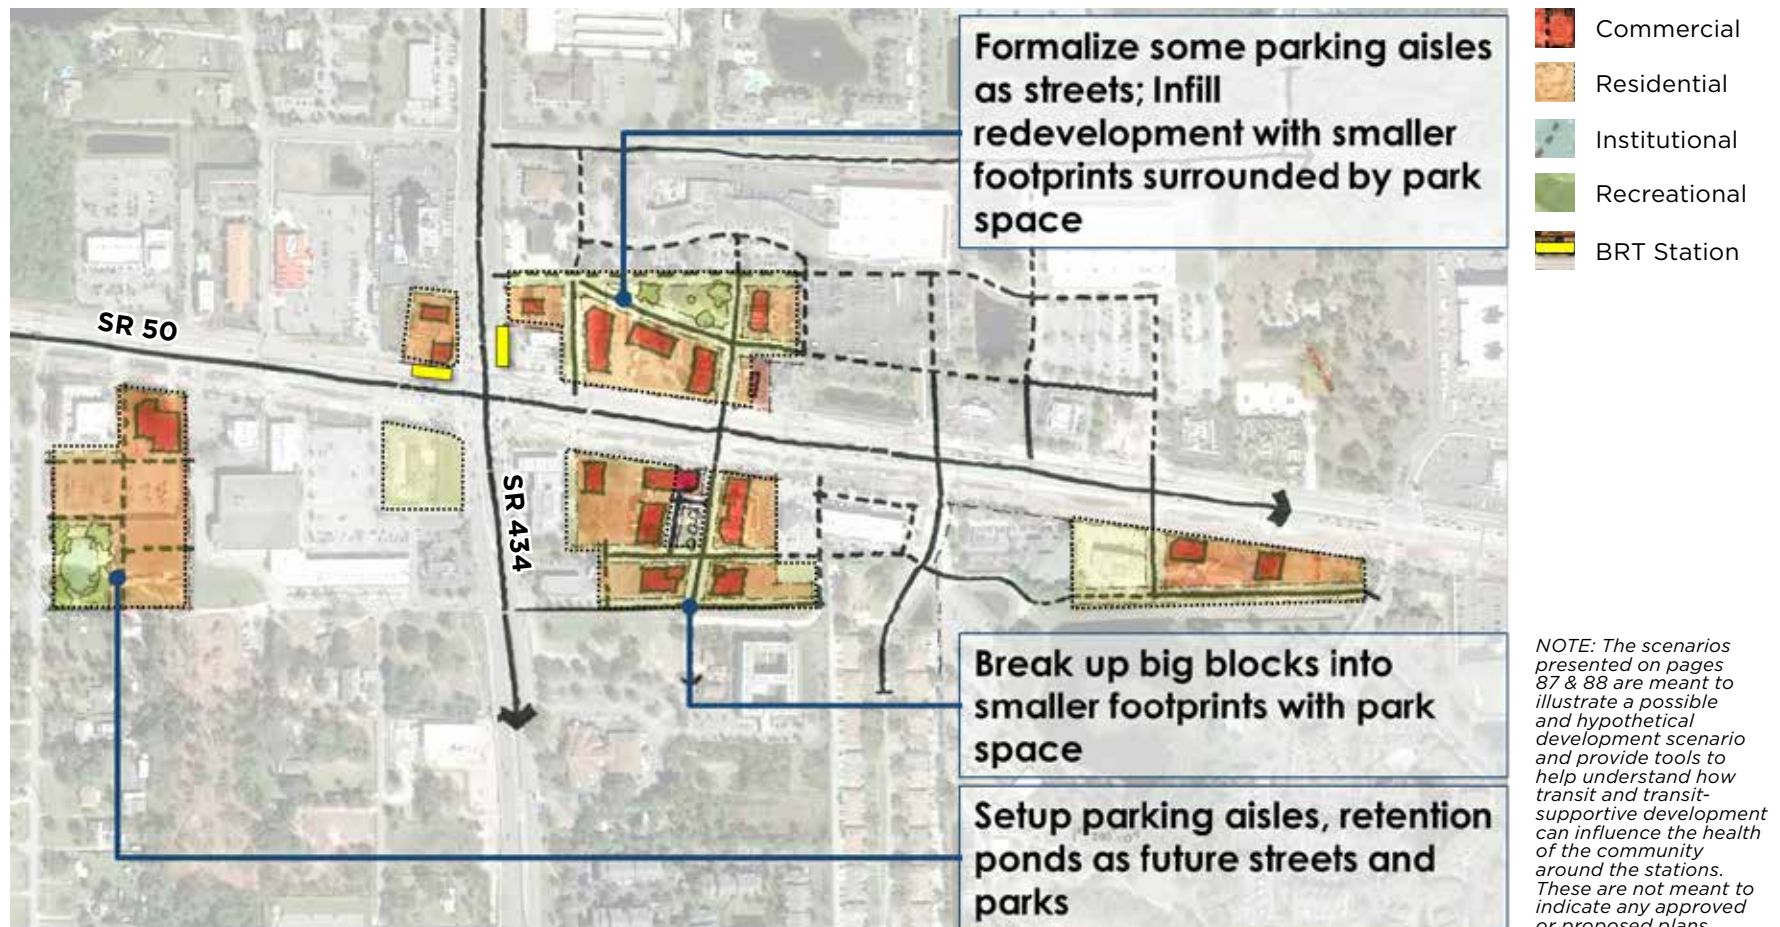 Formalize some parking aisles
as streets; Infill
redevelopment with smaller
footprints surrounded by park
space
Commercial
Residential
Institutional
Recreational
BRT Station
SR 50
SR 434
Break up big blocks into
smaller footprints with park
space
Setup parking aisles, retention
ponds as future streets and
parks
NOTE: The scenarios
presented on pages
87 & 88 are meant to
illustrate a possible
and hypothetical
development scenario
and provide tools to
help understand how
transit and transit-
supportive development
can influence the health
of the community
around the stations.
These are not meant to
indicate any approved
or proposed plans